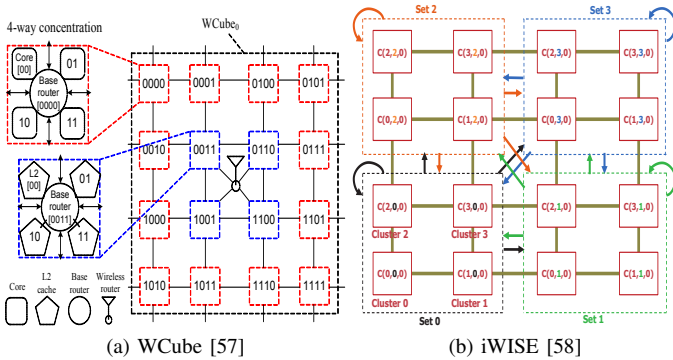 4-way concentration
WCube0
Core
[00]
01
Base
router
[0000]
10
11
L2
[00]
01
Base
router
[0011]
10
11
0000
0001
0100
0101
0010
0011
0110
0111
1000
1001
1100
1101
1010
1011
1110
1111
Core
L2
cache
Base
router
Wireless
router
(a) WCube [57]
Set 2
Set 3
C(2,2,0)
C(3,2,0)
C(2,3,0)
C(3,3,0)
C(0,2,0)
C(1,2,0)
C(0,3,0)
C(1,3,0)
C(2,0,0)
C(3,0,0)
C(2,1,0)
C(3,1,0)
Cluster 2
Cluster 3
C(0,0,0)
C(1,0,0)
C(0,1,0)
C(1,1,0)
Cluster 0
Cluster 1
Set 0
Set 1
(b) iWISE [58]